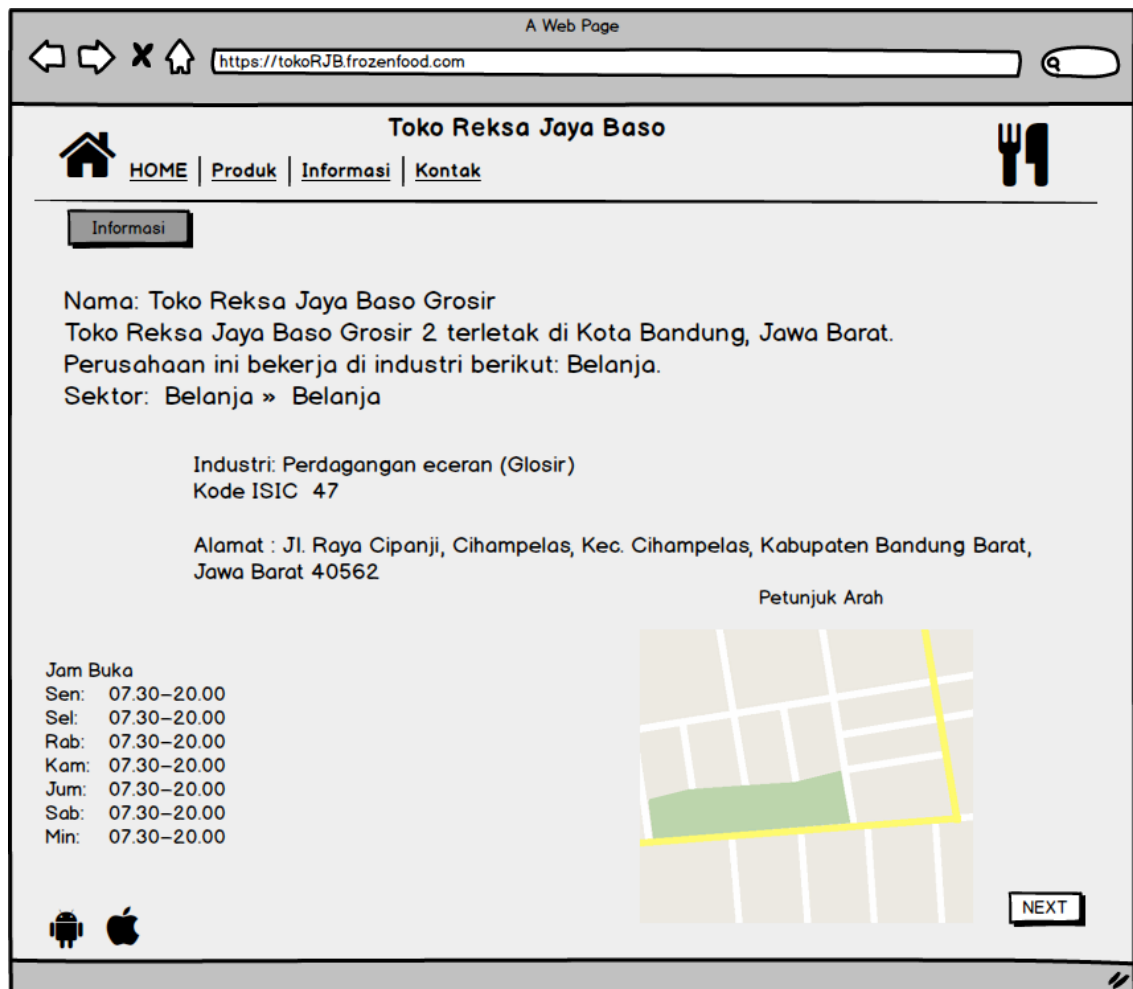 A Web Page
https://tokoRJB.frozenfood.com
Toko Reksa Jaya Baso
HOME | Produk | Informasi | Kontak
Informasi
Nama: Toko Reksa Jaya Baso Grosir
Toko Reksa Jaya Baso Grosir 2 terletak di Kota Bandung, Jawa Barat.
Perusahaan ini bekerja di industri berikut: Belanja.
Sektor: Belanja » Belanja
Industri: Perdagangan eceran (Glosir)
Kode ISIC 47
Alamat : Jl. Raya Cipanji, Cihampelas, Kec. Cihampelas, Kabupaten Bandung Barat,
Jawa Barat 40562
Petunjuk Arah
Jam Buka
Sen: 07.30–20.00
Sel: 07.30–20.00
Rab: 07.30–20.00
Kam: 07.30–20.00
Jum: 07.30–20.00
Sab: 07.30–20.00
Min: 07.30–20.00
NEXT